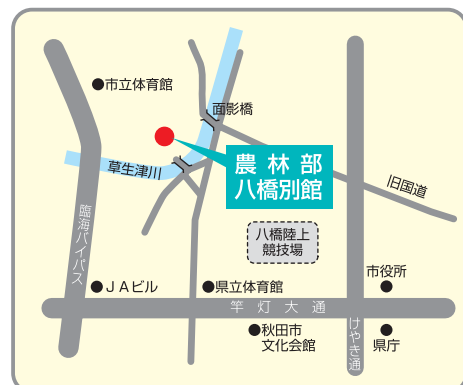 ●市立体育館
面影橋
草生津川
農林部
八橋別館
旧国道
臨海バイパス
八橋陸上
競技場
●ＪＡビル
●県立体育館
市役所
竿灯大通
けやき通
●秋田市
文化会館
県庁